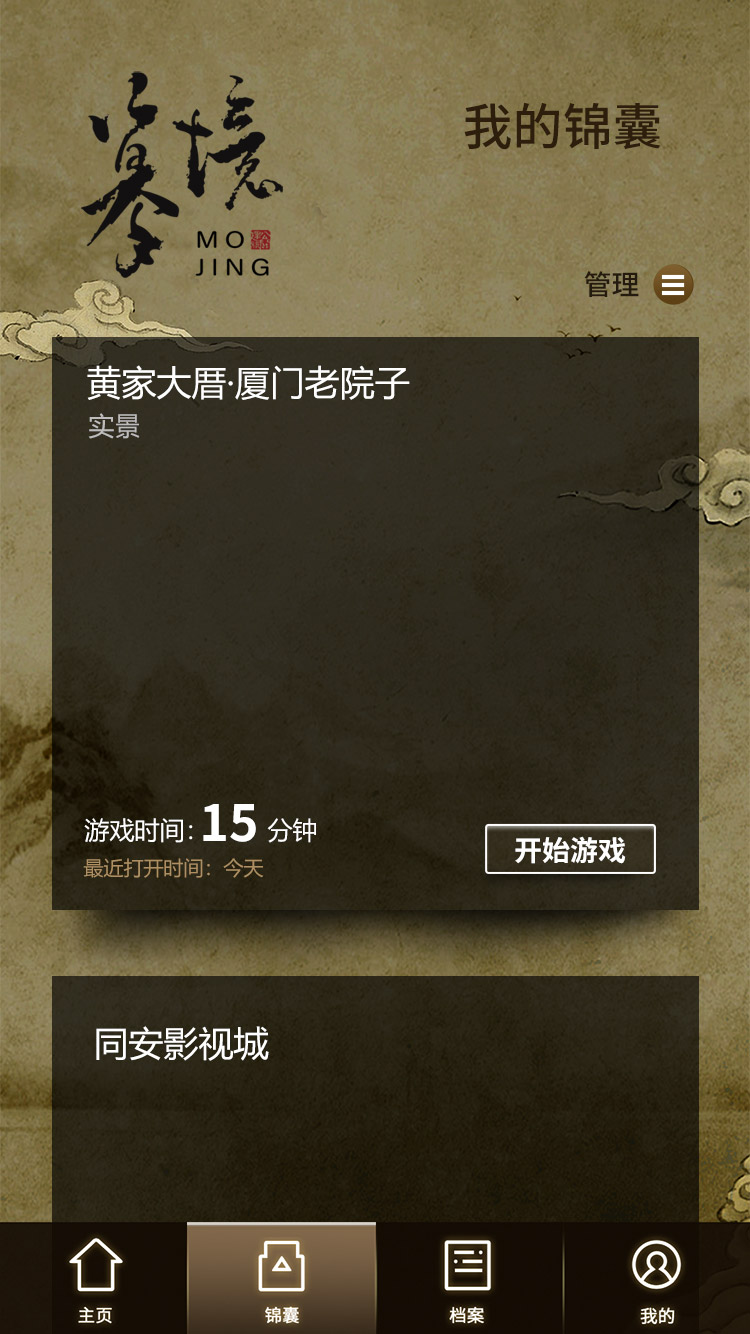 摹境
MO
JING
我的锦囊
管理
黄家大厝·厦门老院子
实景
游戏时间: 15 分钟
最近打开时间: 今天
开始游戏
同安影视城
主页
锦囊
档案
我的